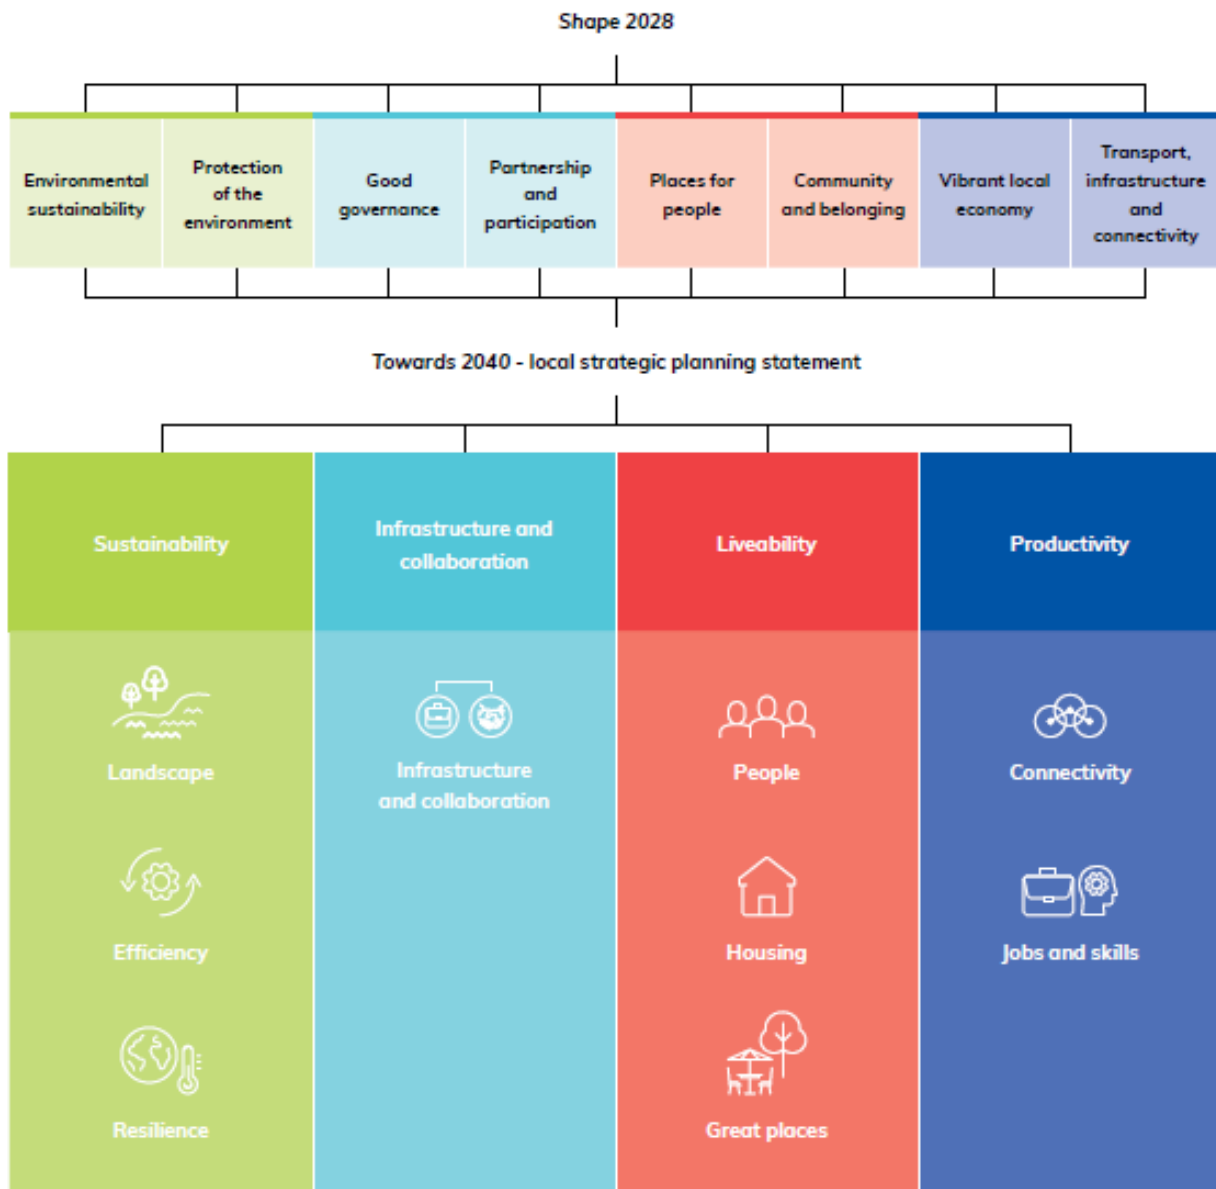 Shape 2028
Environmental
sustainability
Protection
of the
environment
Good
governance
Partnership
and
participation
Places for
people
Community
and belonging
Vibrant local
economy
Transport,
infrastructure
and
connectivity
Towards 2040 - local strategic planning statement
Sustainability
Infrastructure and
collaboration
Liveability
Productivity
Landscape
Efficiency
Resilience
Infrastructure
and collaboration
People
Housing
Great places
Connectivity
Jobs and skills